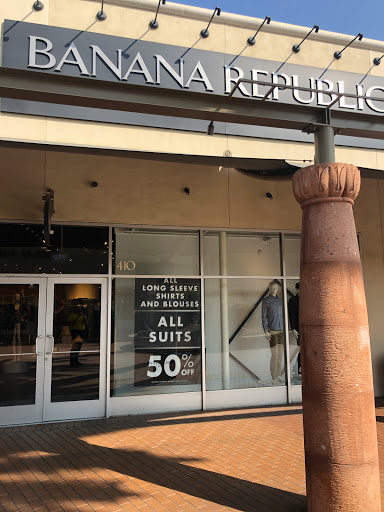 BANANA REPUBLIC
410
ALL
LONG SLEEVE
SHIRTS
AND BLOUSES
ALL
SUITS
50% OFF